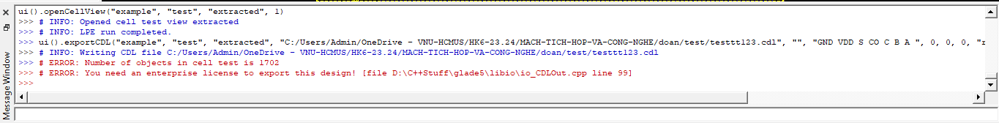 ui().openCellView("example", "test", "extracted", 1)
>>> # INFO: Opened cell test view extracted
>>> # INFO: LPE run completed.
>>> ui().exportCDL("example", "test", "extracted", "C:/Users/Admin/OneDrive - VNU-HCMUS/HK6-23.24/MACH-TICH-HOP-VA-CONG-NGHE/doan/test/testtt123.cdl", "", "GND VDD S CO C B A ", 0, 0, 0, "r
>>> # INFO: Writing CDL file C:/Users/Admin/OneDrive - VNU-HCMUS/HK6-23.24/MACH-TICH-HOP-VA-CONG-NGHE/doan/test/testtt123.cdl
>>> # ERROR: Number of objects in cell test is 1702
>>> # ERROR: You need an enterprise license to export this design! [file D:\C++Stuff\glade5\libio\io_CDLOut.cpp line 99]
>>>
Message Window